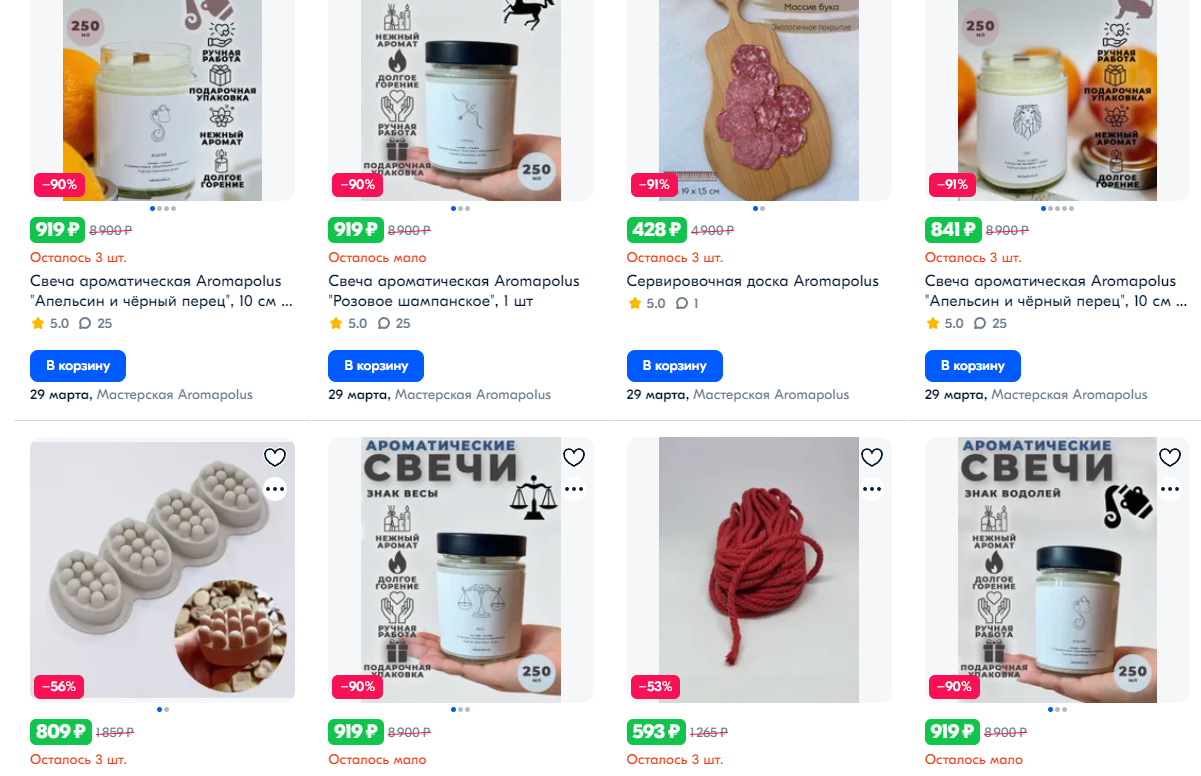 250
мл
РУЧНАЯ
РАБОТА
ПОДАРОЧНАЯ
УПАКОВКА
НЕЖНЫЙ
АРОМАТ
ДОЛГОЕ
ГОРЕНИЕ
−90%
НЕЖНЫЙ
АРОМАТ
ДОЛГОЕ
ГОРЕНИЕ
РУЧНАЯ
РАБОТА
ПОДАРОЧНАЯ
УПАКОВКА
250
мл
−90%
Массив бука
Экологичное покрытие
19 х 1,5 см
−91%
250
мл
РУЧНАЯ
РАБОТА
ПОДАРОЧНАЯ
УПАКОВКА
НЕЖНЫЙ
АРОМАТ
ДОЛГОЕ
ГОРЕНИЕ
−91%
919 ₽ 8 900 ₽
Осталось 3 шт.
Свеча ароматическая Aromapolus
"Апельсин и чёрный перец", 10 см ...
5.0 25
В корзину
29 марта, Мастерская Aromapolus
919 ₽ 8 900 ₽
Осталось мало
Свеча ароматическая Aromapolus
"Розовое шампанское", 1 шт
5.0 25
В корзину
29 марта, Мастерская Aromapolus
428 ₽ 4 900 ₽
Осталось 3 шт.
Сервировочная доска Aromapolus
5.0 1
В корзину
29 марта, Мастерская Aromapolus
841 ₽ 8 900 ₽
Осталось 3 шт.
Свеча ароматическая Aromapolus
"Апельсин и чёрный перец", 10 см ...
5.0 25
В корзину
29 марта, Мастерская Aromapolus
−56%
809 ₽ 1 859 ₽
Осталось 3 шт.
АРОМАТИЧЕСКИЕ
СВЕЧИ
ЗНАК ВЕСЫ
НЕЖНЫЙ
АРОМАТ
ДОЛГОЕ
ГОРЕНИЕ
РУЧНАЯ
РАБОТА
ПОДАРОЧНАЯ
УПАКОВКА
250
мл
−90%
919 ₽ 8 900 ₽
Осталось мало
−53%
593 ₽ 1 265 ₽
Осталось 3 шт.
АРОМАТИЧЕСКИЕ
СВЕЧИ
ЗНАК ВОДОЛЕЙ
НЕЖНЫЙ
АРОМАТ
ДОЛГОЕ
ГОРЕНИЕ
РУЧНАЯ
РАБОТА
ПОДАРОЧНАЯ
УПАКОВКА
250
мл
−90%
919 ₽ 8 900 ₽
Осталось мало